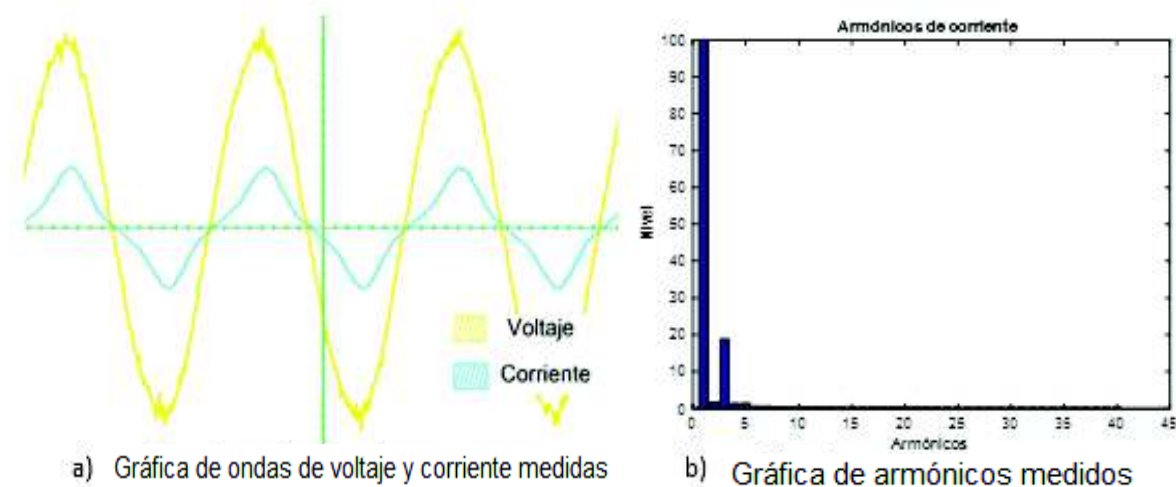 Voltaje
Corriente
a) Gráfica de ondas de voltaje y corriente medidas
Armónicos de corriente
100
90
80
70
60
50
40
30
20
10
0
Nivel
0 5 10 15 20 25 30 35 40 45
Armónicos
b) Gráfica de armónicos medidos